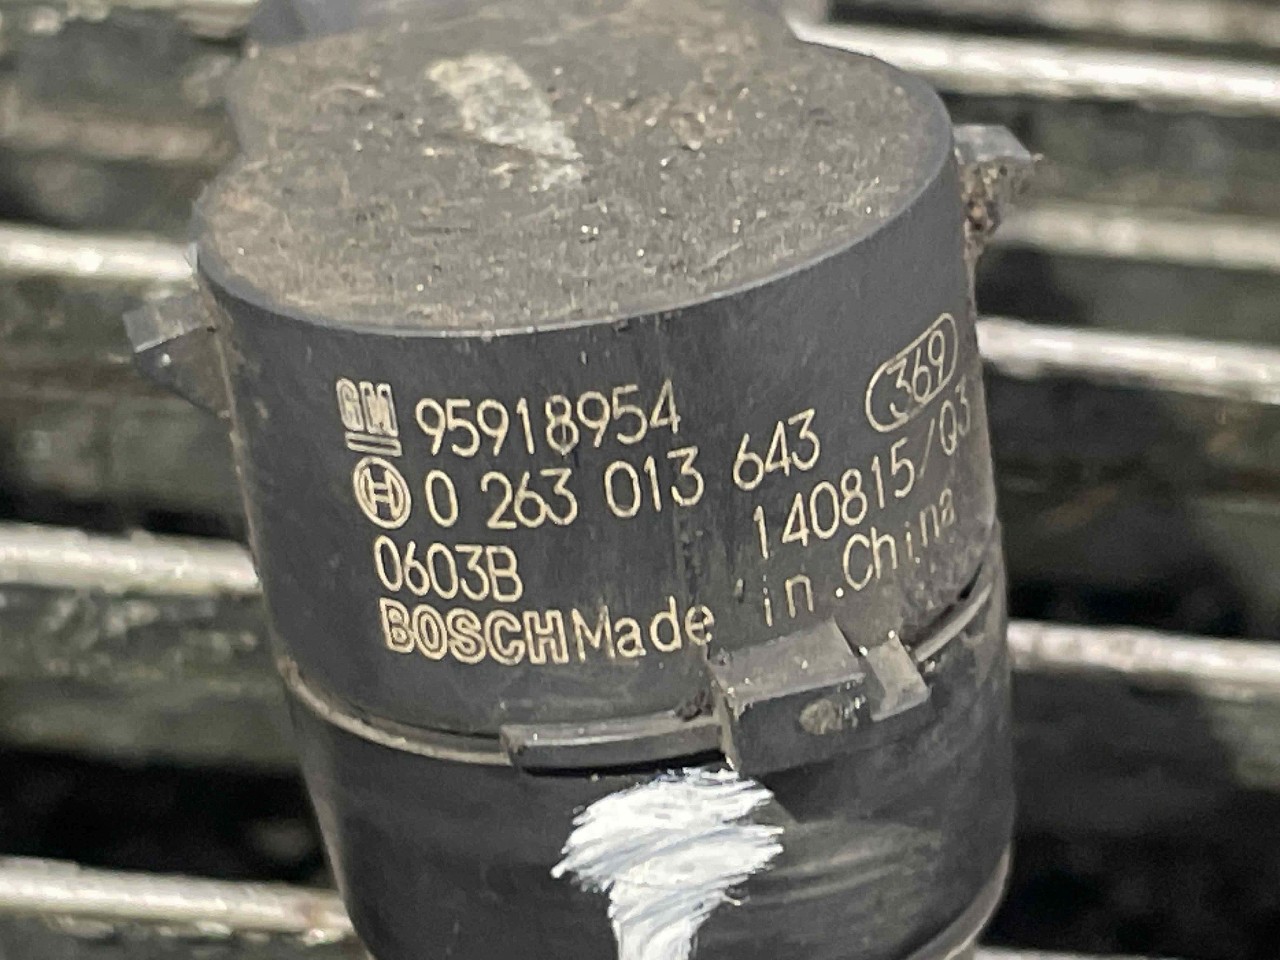 GM 95918954
369
0 263 013 643
140815/Q3
0603B
BOSCH Made in China